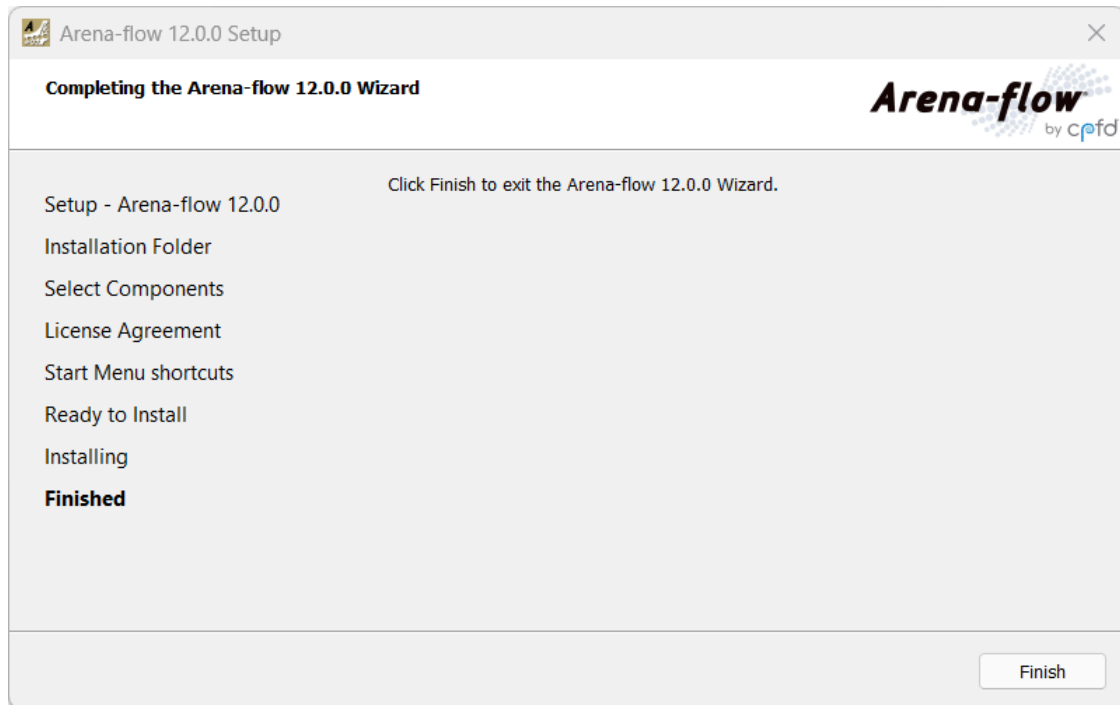 Arena-flow 12.0.0 Setup
Completing the Arena-flow 12.0.0 Wizard
Arena-flow
by cpfd
Click Finish to exit the Arena-flow 12.0.0 Wizard.
Setup - Arena-flow 12.0.0
Installation Folder
Select Components
License Agreement
Start Menu shortcuts
Ready to Install
Installing
Finished
Finish